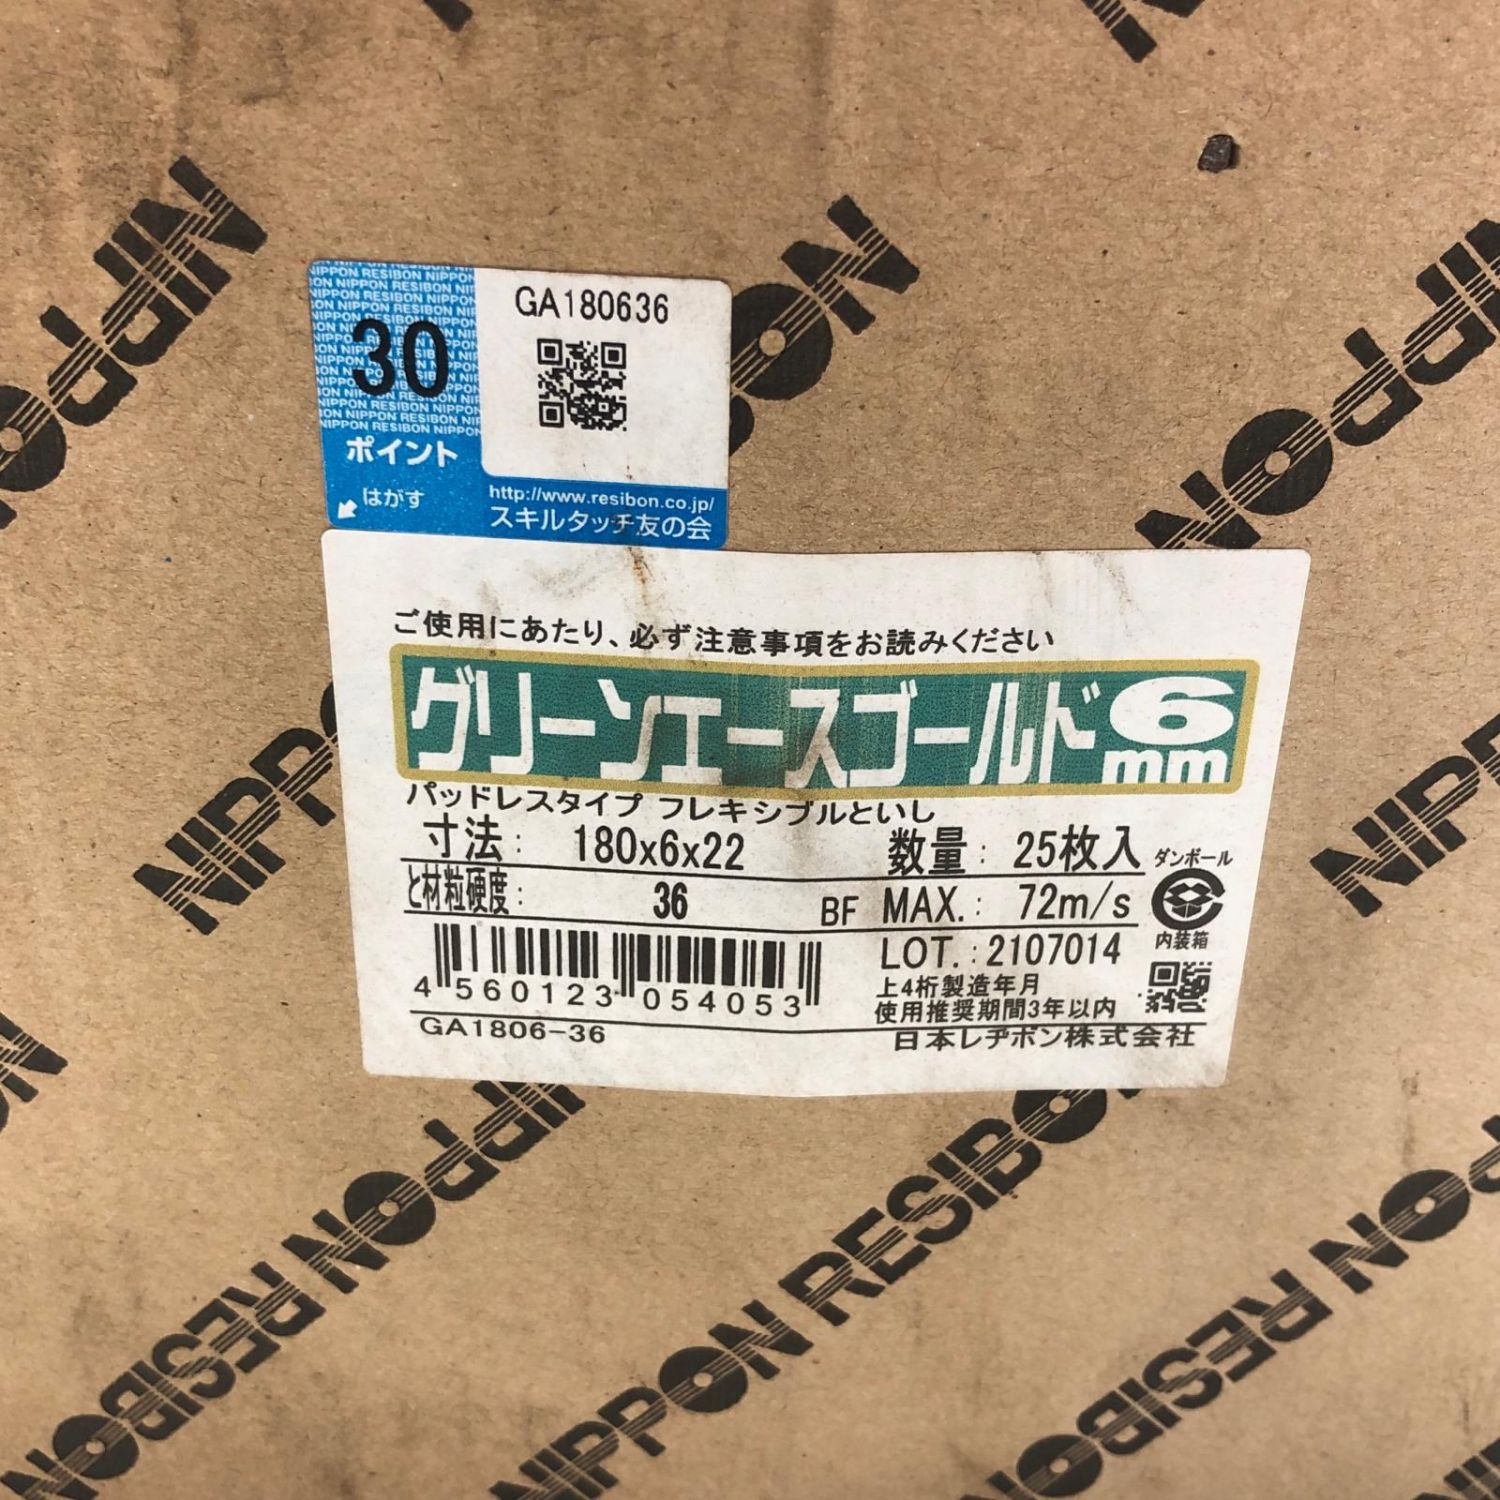 30
ポイント
はがす
GA180636
http://www.resibon.co.jp/
スキルタッチ友の会
ご使用にあたり、必ず注意事項をお読みください
グリーンエースゴールド6mm
パッドレスタイプ フレキシブルといし
寸法: 180x6x22 数量: 25枚入
と材粒硬度: 36 BF MAX.: 72m/s
ダンボール
内装箱
LOT.: 2107014
上4桁製造年月
使用推奨期間3年以内
4 560123 054053
GA1806-36
日本レヂボン株式会社
NIPPON RESIBON
NIPPON RESIBON
NIPPON RESIBON